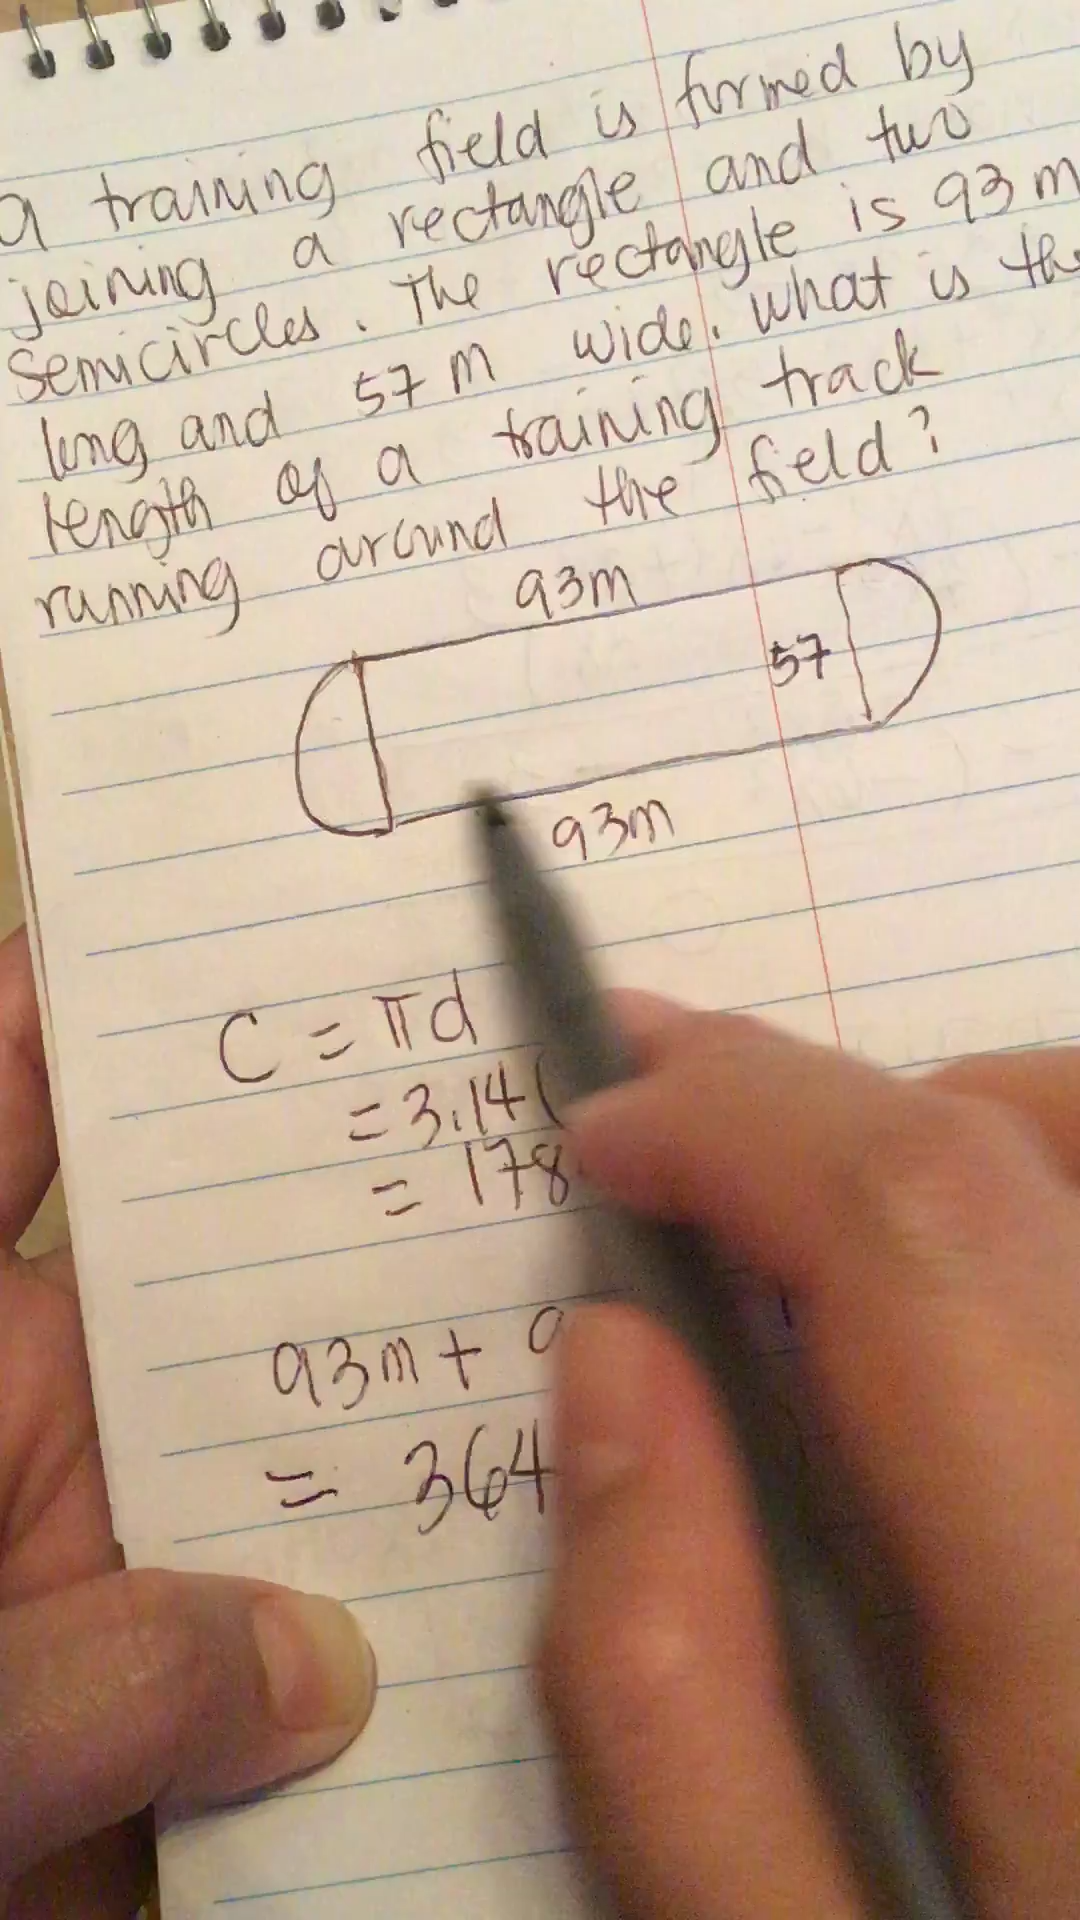 a training field is formed by
joining a rectangle and two
semicircles. The rectangle is 93 m
long and 57 m wide. what is the
length of a training track
running around the field?
93m
57
93m
C = πd
= 3.14(
= 178
93m +
= 364